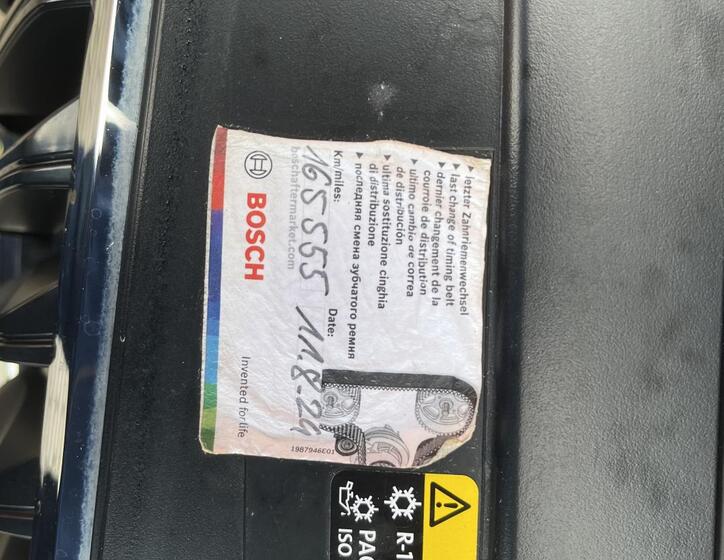 ▸ letzter Zahnriemenwechsel
▸ last change of timing belt
▸ dernier changement de la
courroie de distribution
▸ ultimo cambio de correa
de distribución
▸ ultima sostituzione cinghia
di distribuzione
▸ последняя смена зубчатого ремня
Km/miles: Date:
165 555 11.8-24
boschaftermarket.com
BOSCH
Invented for life
1987946E01
R-1
PAG
ISO